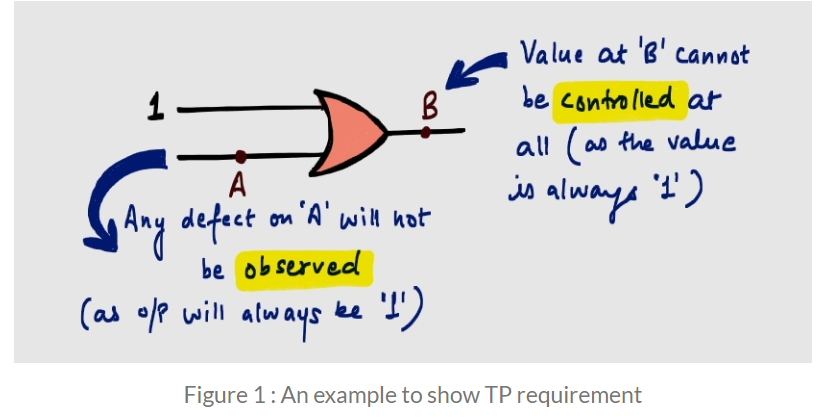 Value at 'B' cannot
be controlled at
all (as the value
is always '1')
1
B
A
Any defect on 'A' will not
be observed
(as o/p will always be '1')
Figure 1 : An example to show TP requirement